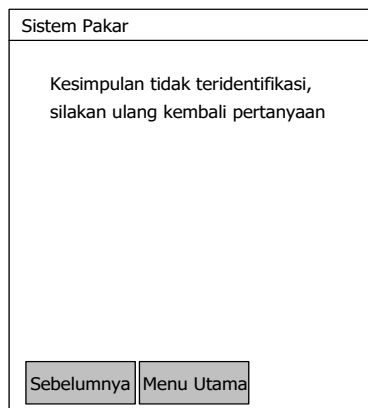 Sistem Pakar
Kesimpulan tidak teridentifikasi,
silakan ulang kembali pertanyaan
Sebelumnya Menu Utama